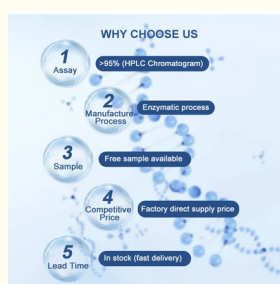 WHY CHOOSE US
1
Assay
>95% (HPLC Chromatogram)
2
Manufacture
Process
Enzymatic process
3
Sample
Free sample available
4
Competitive
Price
Factory direct supply price
5
Lead Time
In stock (fast delivery)